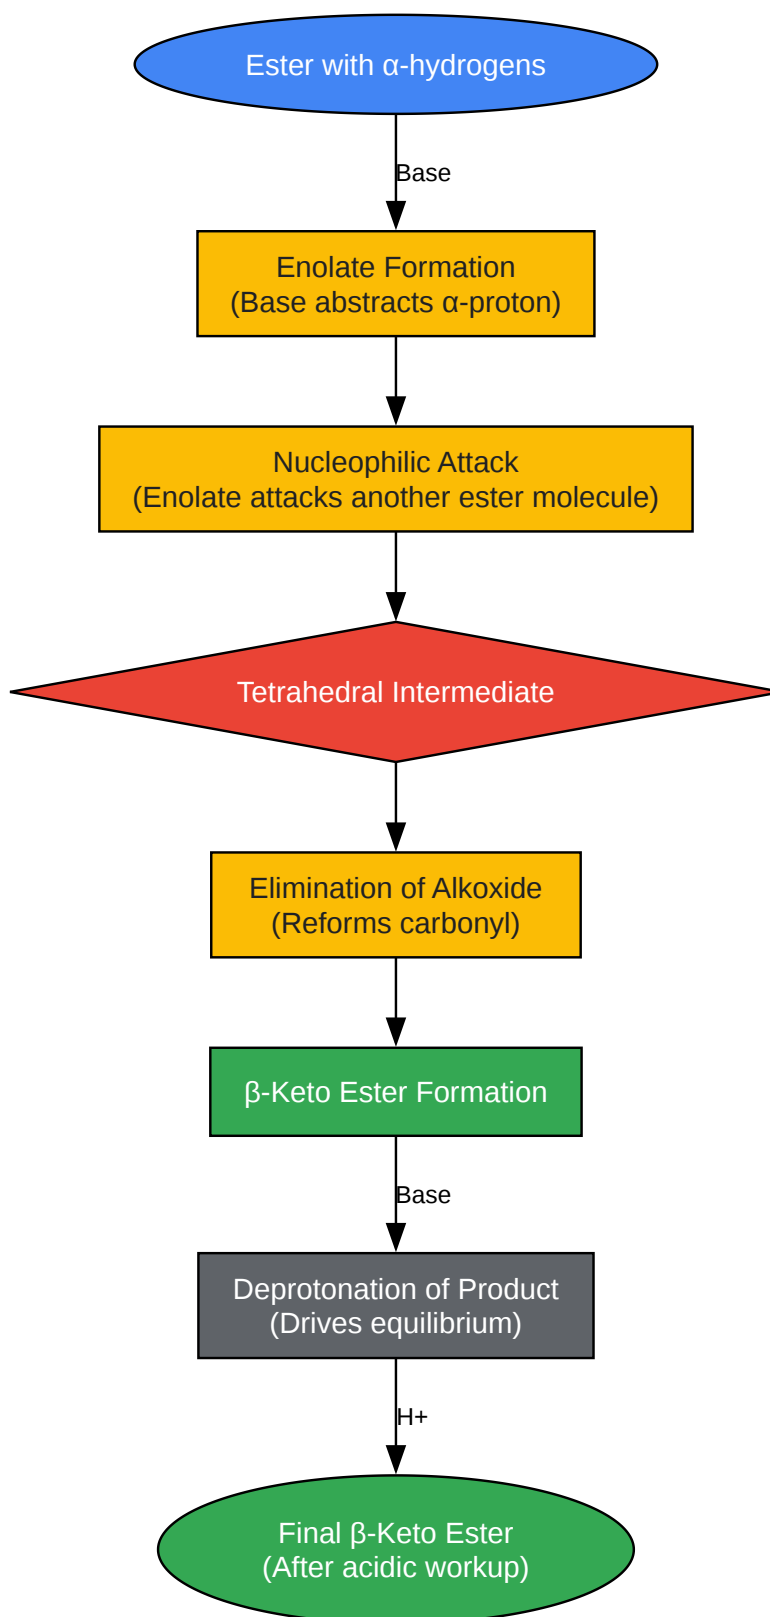 Ester with α-hydrogens
Base
Enolate Formation
(Base abstracts α-proton)
Nucleophilic Attack
(Enolate attacks another ester molecule)
Tetrahedral Intermediate
Elimination of Alkoxide
(Reforms carbonyl)
β-Keto Ester Formation
Base
Deprotonation of Product
(Drives equilibrium)
H+
Final β-Keto Ester
(After acidic workup)